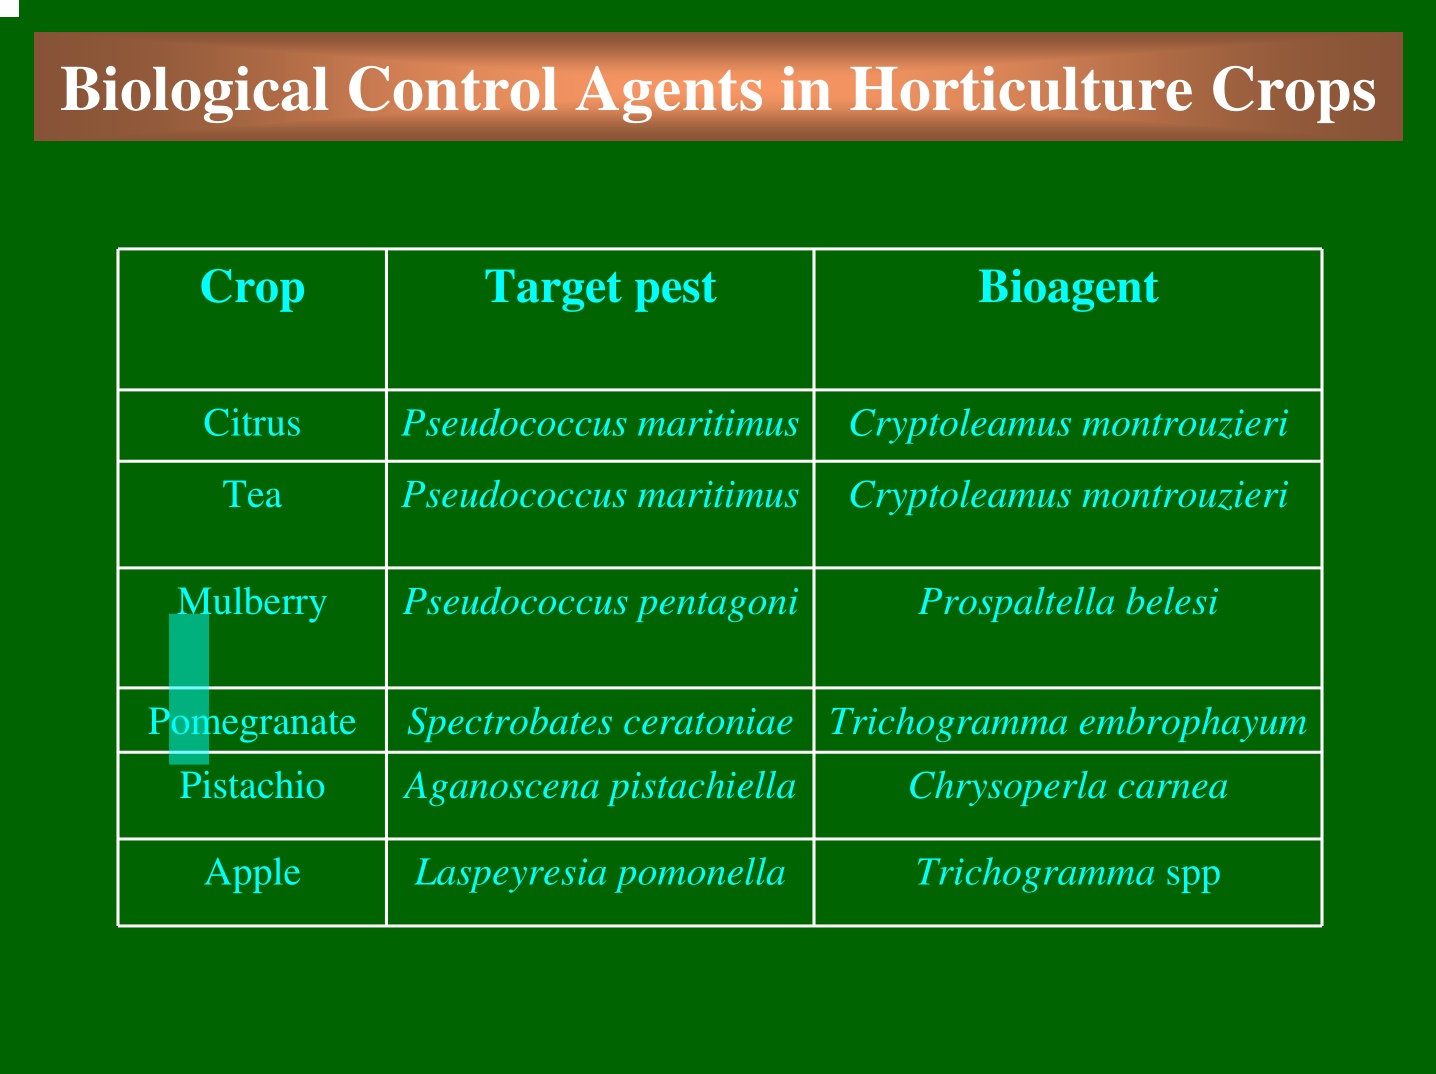 Biological Control Agents in Horticulture Crops
Crop Target pest Bioagent
Citrus Pseudococcus maritimus Cryptoleamus montrouzieri
Tea Pseudococcus maritimus Cryptoleamus montrouzieri
Mulberry Pseudococcus pentagoni Prospaltella belesi
Pomegranate Spectrobates ceratoniae Trichogramma embrophayum
Pistachio Aganoscena pistachiella Chrysoperla carnea
Apple Laspeyresia pomonella Trichogramma spp